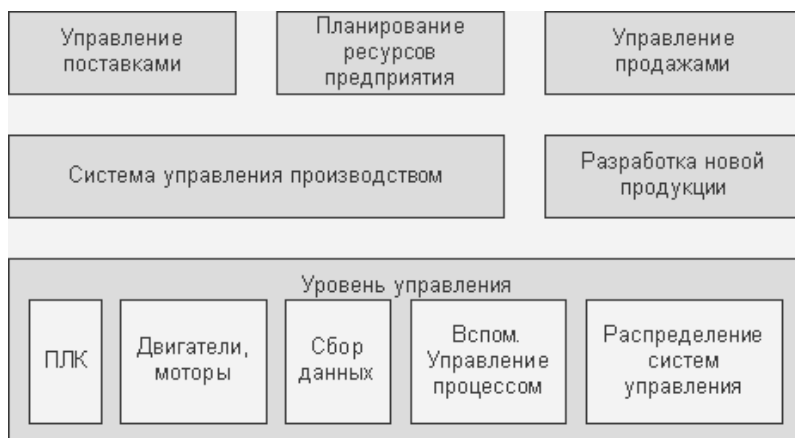 Управление
поставками
Планирование
ресурсов
предприятия
Управление
продажами
Система управления производством
Разработка новой
продукции
Уровень управления
ПЛК
Двигатели,
моторы
Сбор
данных
Вспом.
Управление
процессом
Распределение
систем
управления